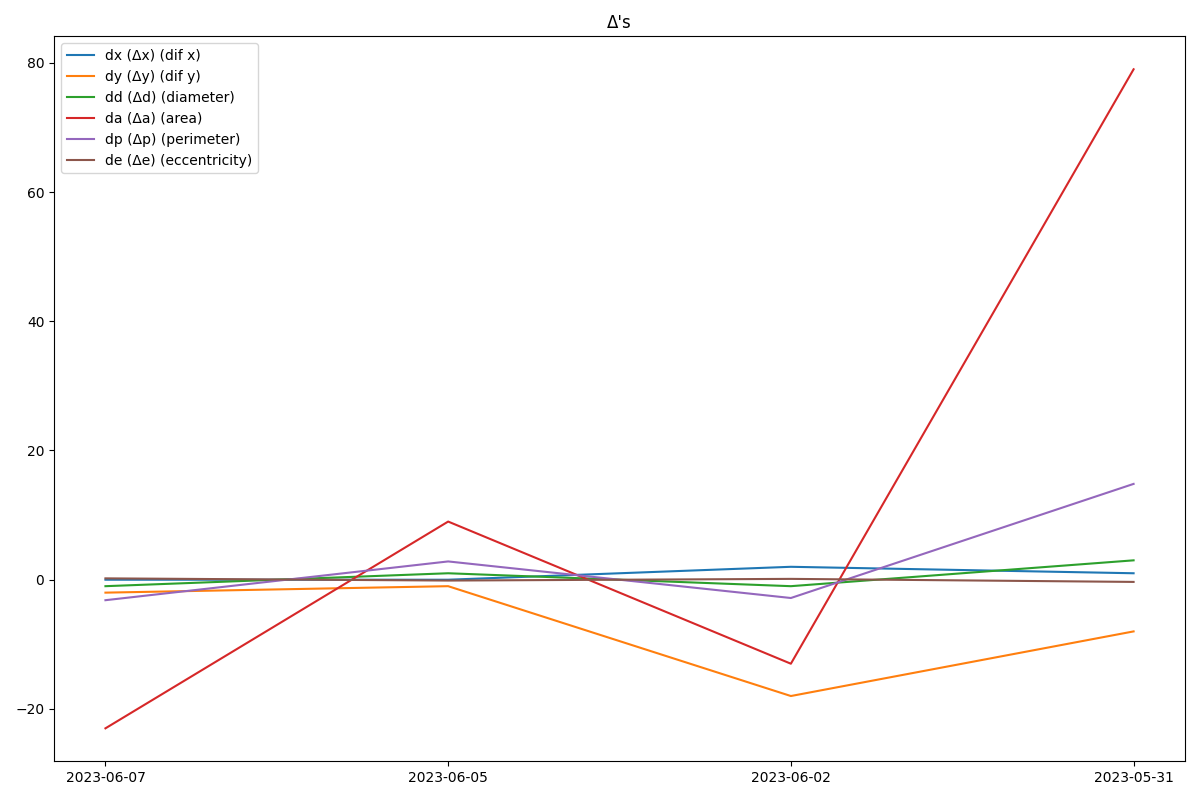 Δ's
dx (Δx) (dif x)
dy (Δy) (dif y)
dd (Δd) (diameter)
da (Δa) (area)
dp (Δp) (perimeter)
de (Δe) (eccentricity)
80
60
40
20
0
−20
2023-06-07 2023-06-05 2023-06-02 2023-05-31